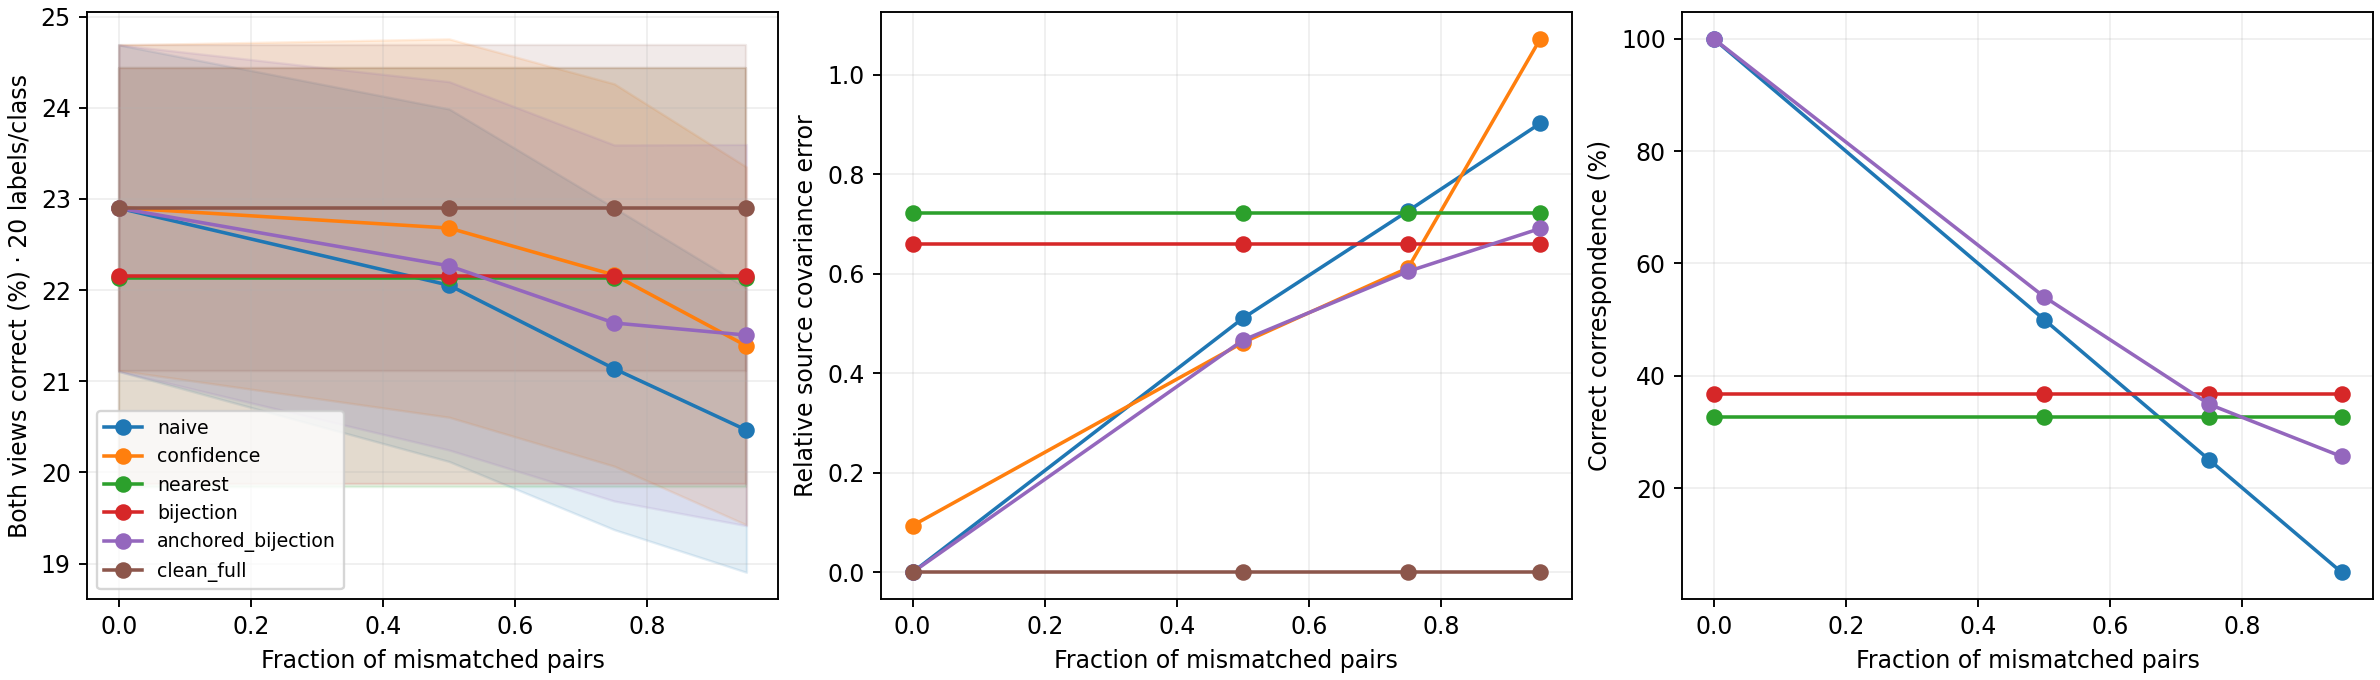 Both views correct (%) · 20 labels/class
25
24
23
22
21
20
19
naive
confidence
nearest
bijection
anchored_bijection
clean_full
0.0 0.2 0.4 0.6 0.8
Fraction of mismatched pairs
Relative source covariance error
1.0
0.8
0.6
0.4
0.2
0.0
0.0 0.2 0.4 0.6 0.8
Fraction of mismatched pairs
Correct correspondence (%)
100
80
60
40
20
0.0 0.2 0.4 0.6 0.8
Fraction of mismatched pairs